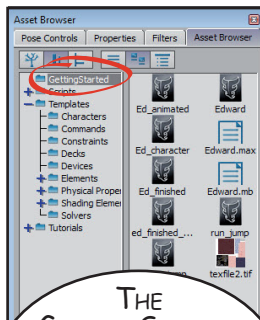 Asset Browser
Pose Controls Properties Filters Asset Browser
GettingStarted
Scripts
Templates
Characters
Commands
Constraints
Decks
Devices
Elements
Physical Proper
Shading Elemen
Solvers
Tutorials
Ed_animated Edward
Ed_character Edward.max
Ed_finished Edward.mb
ed_finished_... run_jump
texfile2.tif
THE